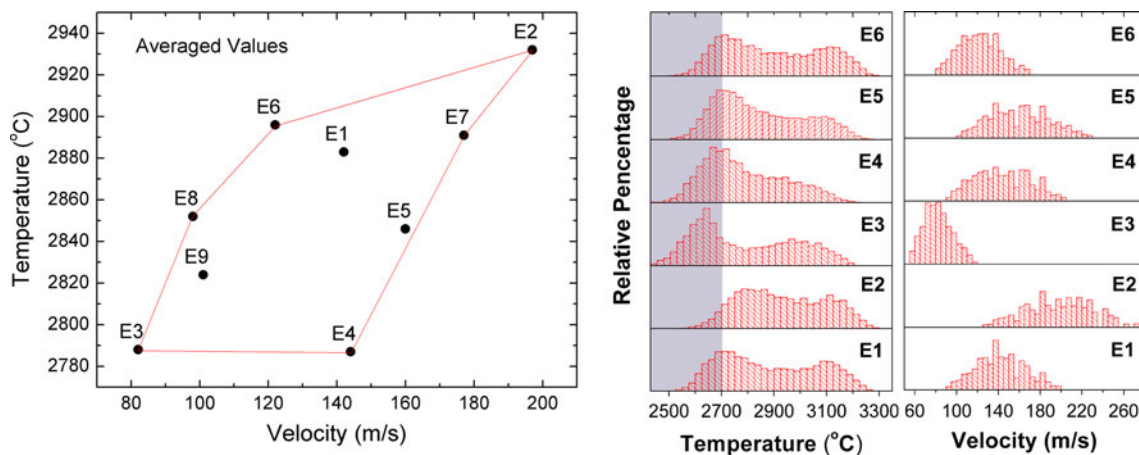 Averaged Values
Temperature (°C)
2940
2920
2900
2880
2860
2840
2820
2800
2780
E2
E6
E7
E1
E8
E5
E9
E3
E4
80 100 120 140 160 180 200
Velocity (m/s)
Relative Pencentage
E6
E5
E4
E3
E2
E1
2500 2700 2900 3100 3300
Temperature (°C)
E6
E5
E4
E3
E2
E1
60 100 140 180 220 260
Velocity (m/s)